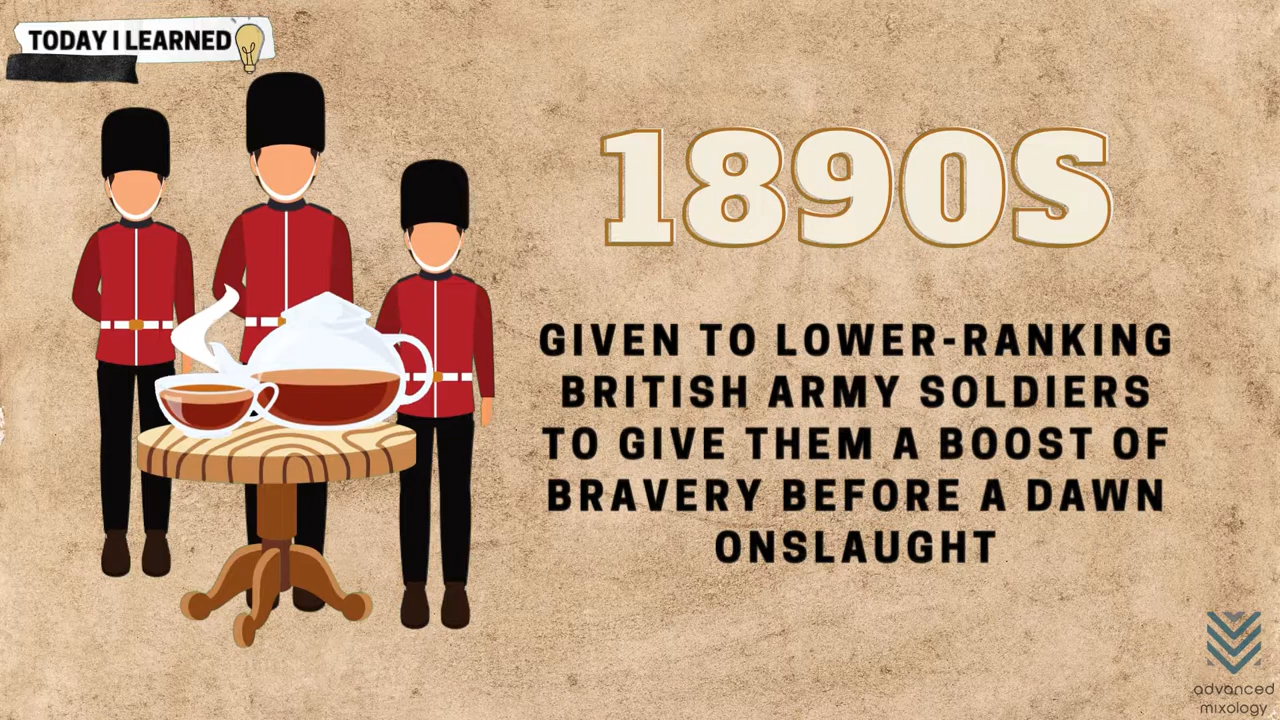 TODAY I LEARNED
1890S
GIVEN TO LOWER-RANKING
BRITISH ARMY SOLDIERS
TO GIVE THEM A BOOST OF
BRAVERY BEFORE A DAWN
ONSLAUGHT
advanced
mixology